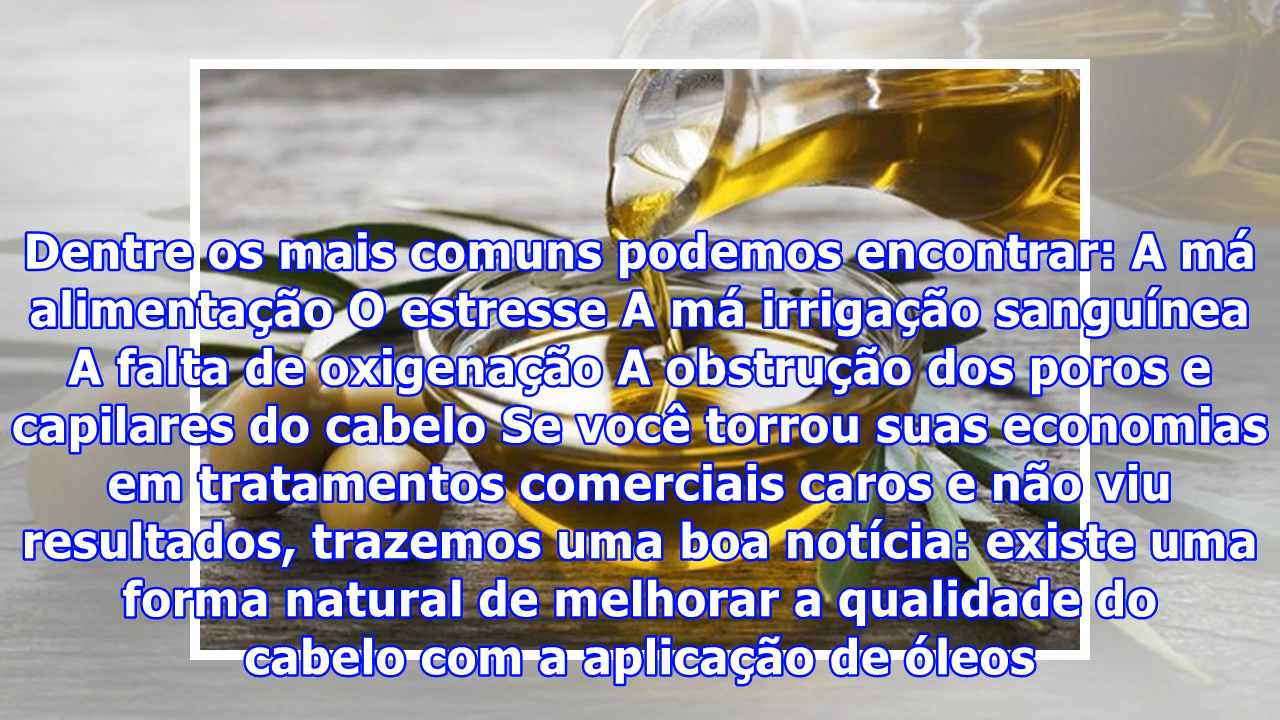 Dentre os mais comuns podemos encontrar: A má
alimentação O estresse A má irrigação sanguínea
A falta de oxigenação A obstrução dos poros e
capilares do cabelo Se você torrou suas economias
em tratamentos comerciais caros e não viu
resultados, trazemos uma boa notícia: existe uma
forma natural de melhorar a qualidade do
cabelo com a aplicação de óleos